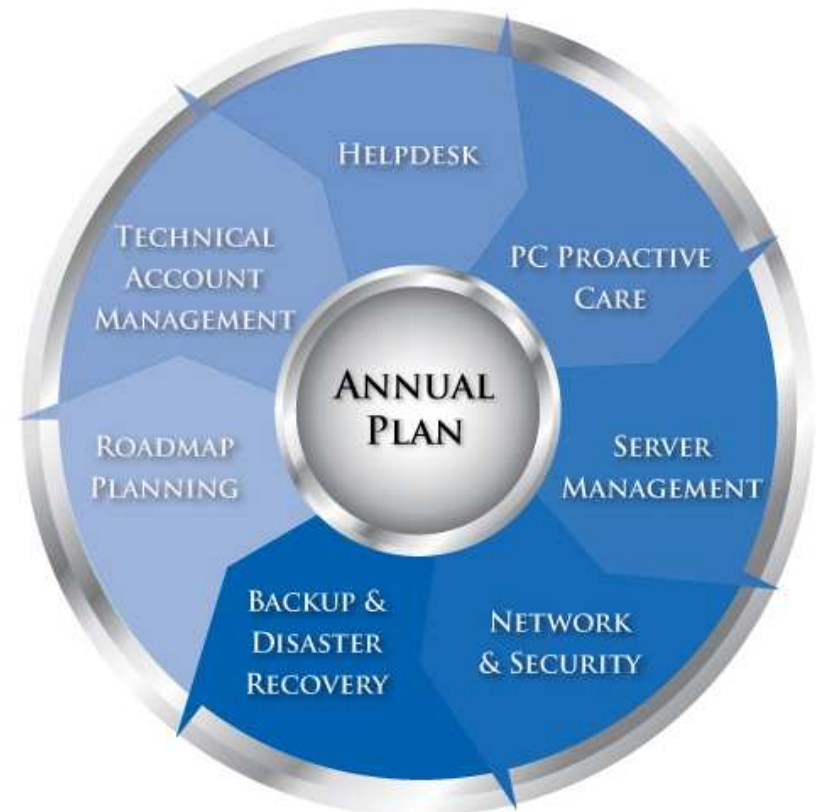 HELPDESK
PC PROACTIVE
CARE
SERVER
MANAGEMENT
NETWORK
& SECURITY
BACKUP &
DISASTER
RECOVERY
ROADMAP
PLANNING
TECHNICAL
ACCOUNT
MANAGEMENT
ANNUAL
PLAN